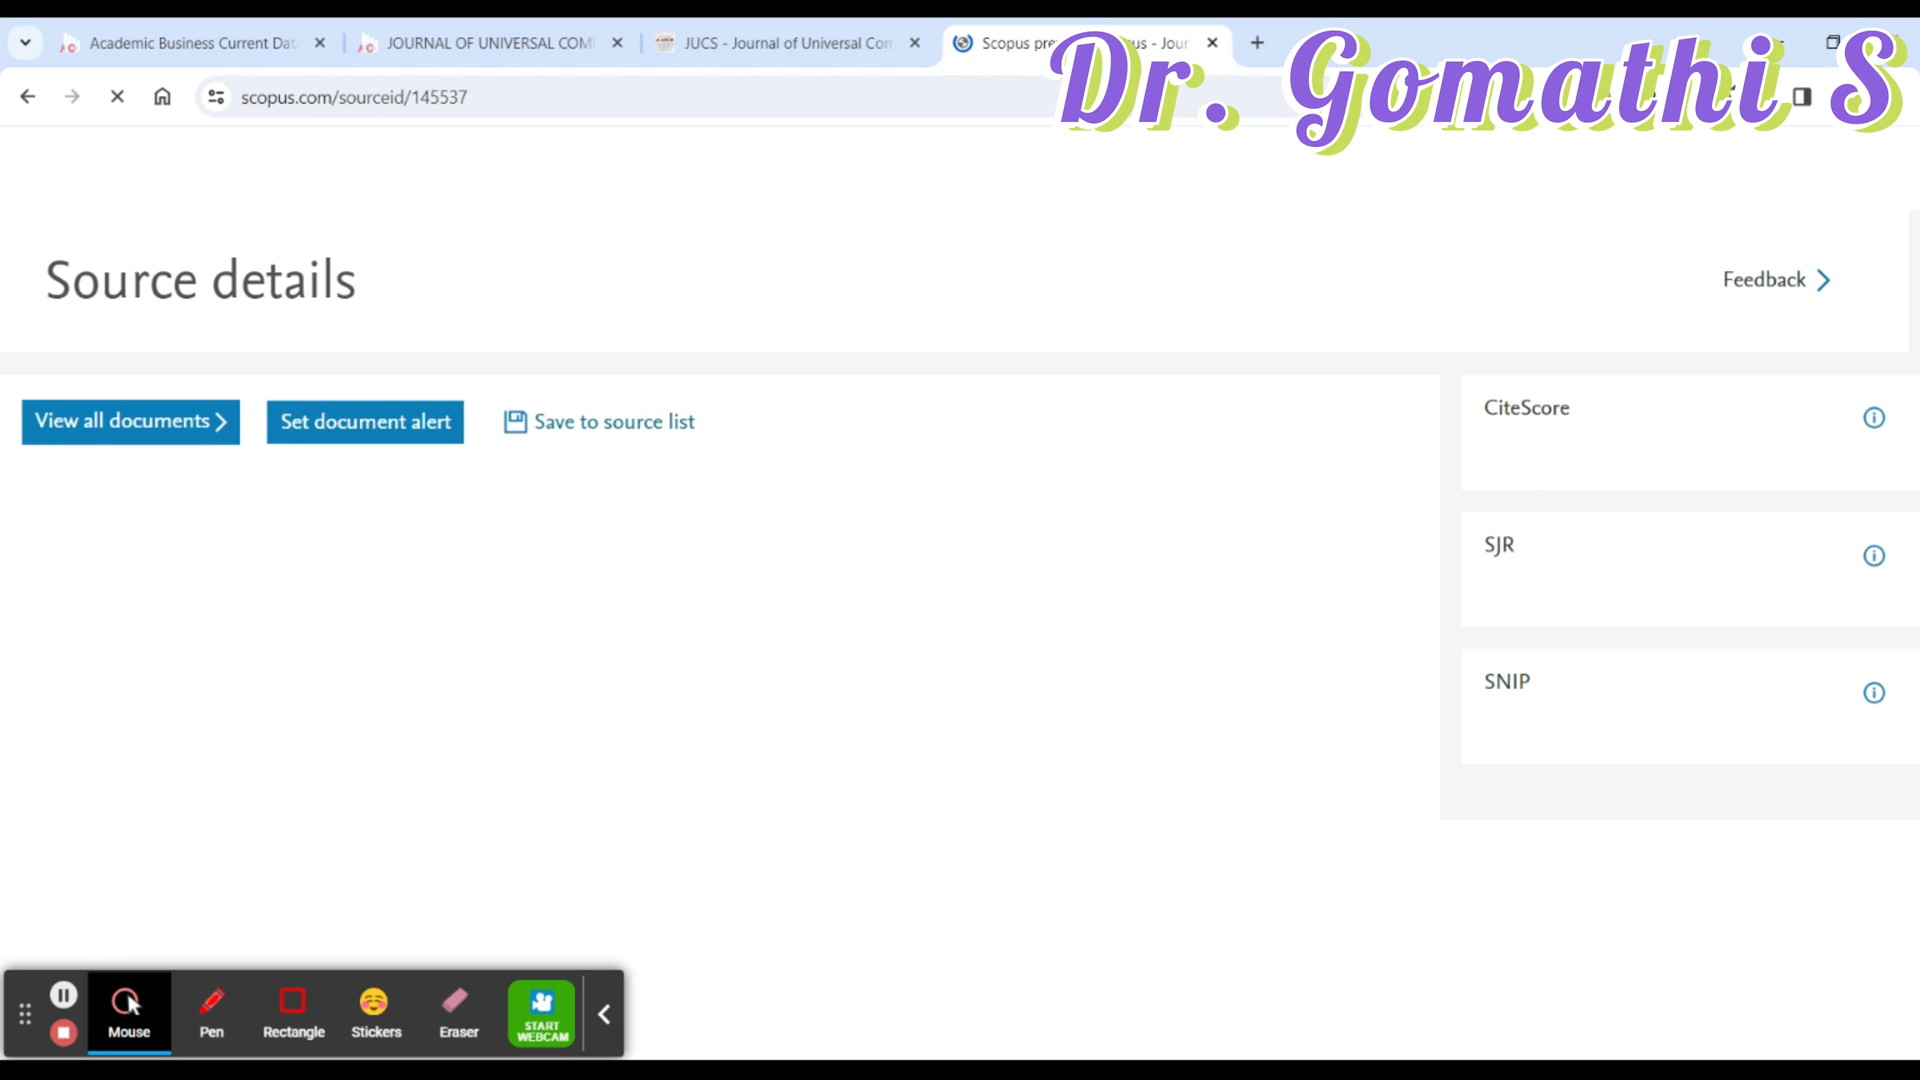 Academic Business Current Dat
JOURNAL OF UNIVERSAL COMP
JUCS - Journal of Universal Com
Scopus pre
us - Jour
Dr. Gomathi S
scopus.com/sourceid/145537
Source details
Feedback
View all documents
Set document alert
Save to source list
CiteScore
SJR
SNIP
Mouse
Pen
Rectangle
Stickers
Eraser
START
WEBCAM